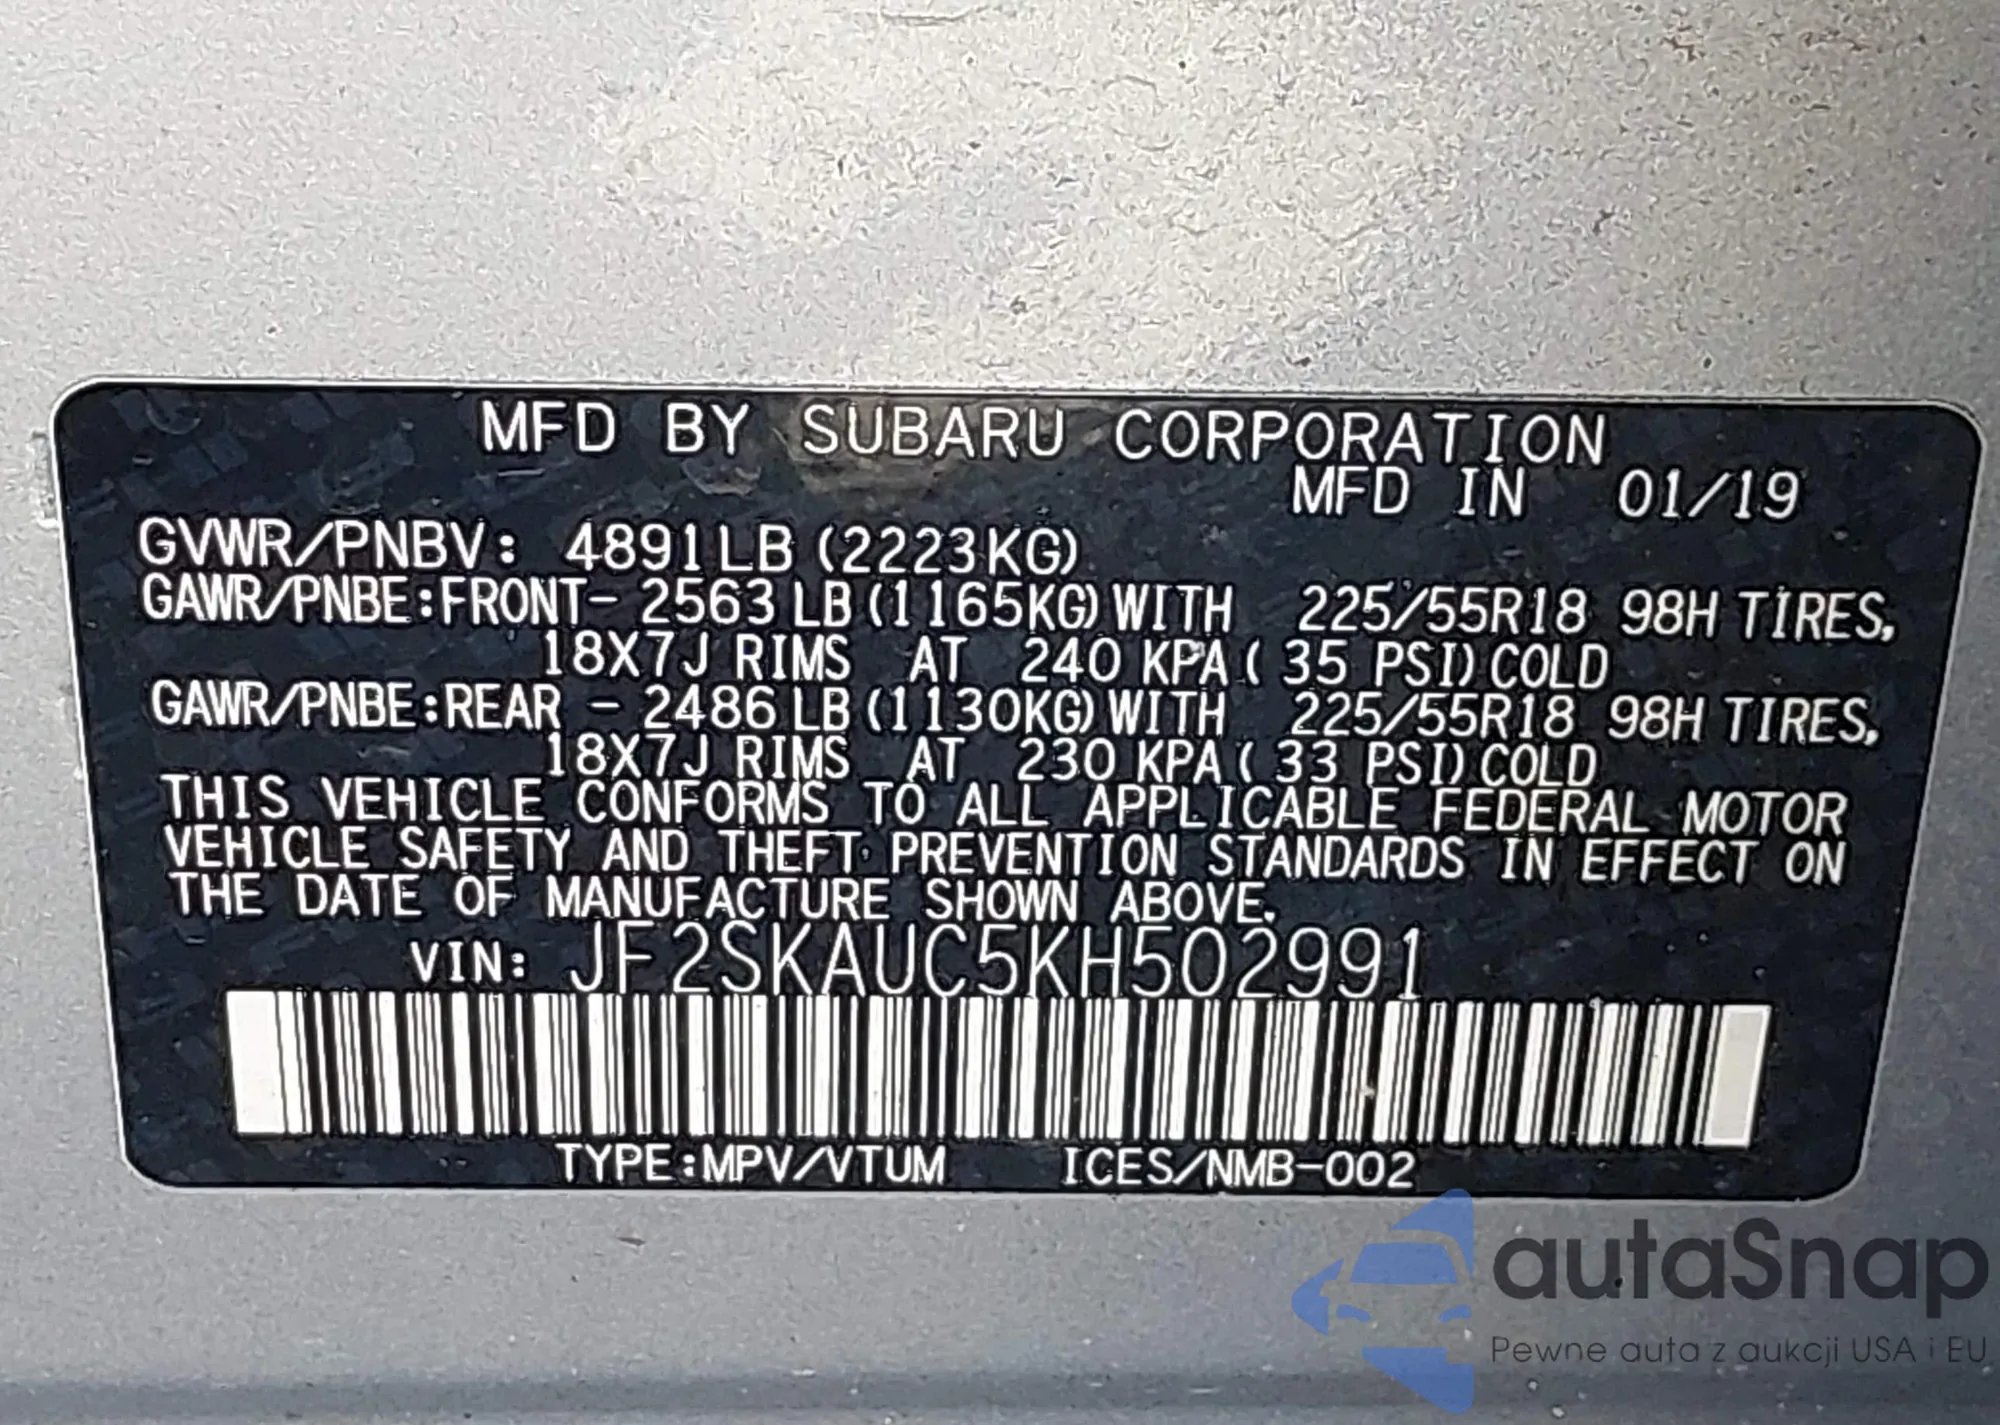 MFD BY SUBARU CORPORATION
MFD IN 01/19
GVWR/PNBV: 4891LB (2223KG)
GAWR/PNBE:FRONT- 2563 LB (1165KG) WITH 225/55R18 98H TIRES,
18X7J RIMS AT 240 KPA ( 35 PSI) COLD
GAWR/PNBE:REAR - 2486 LB (1130KG) WITH 225/55R18 98H TIRES,
18X7J RIMS AT 230 KPA ( 33 PSI) COLD
THIS VEHICLE CONFORMS TO ALL APPLICABLE FEDERAL MOTOR
VEHICLE SAFETY AND THEFT PREVENTION STANDARDS IN EFFECT ON
THE DATE OF MANUFACTURE SHOWN ABOVE.
VIN: JF2SKAUC5KH502991
TYPE:MPV/VTUM ICES/NMB-002
autaSnap
Pewne auta z aukcji USA i EU